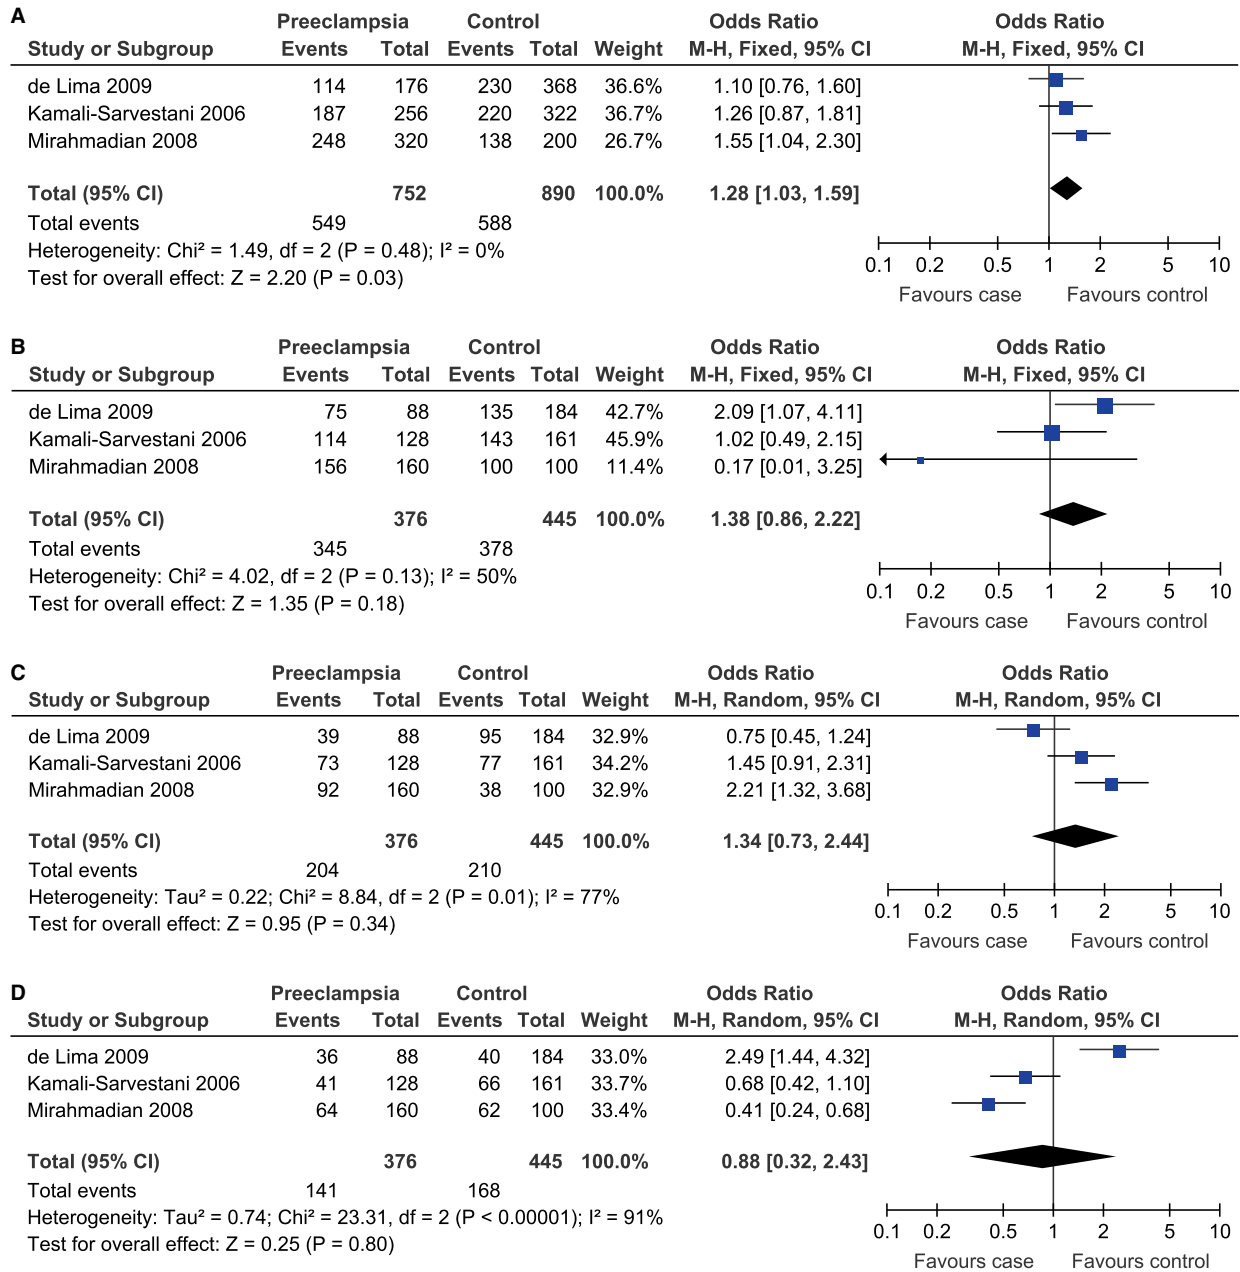 A
Preeclampsia Control Odds Ratio Odds Ratio
Study or Subgroup Events Total Events Total Weight M-H, Fixed, 95% CI M-H, Fixed, 95% CI
de Lima 2009 114 176 230 368 36.6% 1.10 [0.76, 1.60]
Kamali-Sarvestani 2006 187 256 220 322 36.7% 1.26 [0.87, 1.81]
Mirahmadian 2008 248 320 138 200 26.7% 1.55 [1.04, 2.30]
Total (95% CI) 752 890 100.0% 1.28 [1.03, 1.59]
Total events 549 588
Heterogeneity: Chi² = 1.49, df = 2 (P = 0.48); I² = 0%
Test for overall effect: Z = 2.20 (P = 0.03)
0.1 0.2 0.5 1 2 5 10
Favours case Favours control
B
Preeclampsia Control Odds Ratio Odds Ratio
Study or Subgroup Events Total Events Total Weight M-H, Fixed, 95% CI M-H, Fixed, 95% CI
de Lima 2009 75 88 135 184 42.7% 2.09 [1.07, 4.11]
Kamali-Sarvestani 2006 114 128 143 161 45.9% 1.02 [0.49, 2.15]
Mirahmadian 2008 156 160 100 100 11.4% 0.17 [0.01, 3.25]
Total (95% CI) 376 445 100.0% 1.38 [0.86, 2.22]
Total events 345 378
Heterogeneity: Chi² = 4.02, df = 2 (P = 0.13); I² = 50%
Test for overall effect: Z = 1.35 (P = 0.18)
0.1 0.2 0.5 1 2 5 10
Favours case Favours control
C
Preeclampsia Control Odds Ratio Odds Ratio
Study or Subgroup Events Total Events Total Weight M-H, Random, 95% CI M-H, Random, 95% CI
de Lima 2009 39 88 95 184 32.9% 0.75 [0.45, 1.24]
Kamali-Sarvestani 2006 73 128 77 161 34.2% 1.45 [0.91, 2.31]
Mirahmadian 2008 92 160 38 100 32.9% 2.21 [1.32, 3.68]
Total (95% CI) 376 445 100.0% 1.34 [0.73, 2.44]
Total events 204 210
Heterogeneity: Tau² = 0.22; Chi² = 8.84, df = 2 (P = 0.01); I² = 77%
Test for overall effect: Z = 0.95 (P = 0.34)
0.1 0.2 0.5 1 2 5 10
Favours case Favours control
D
Preeclampsia Control Odds Ratio Odds Ratio
Study or Subgroup Events Total Events Total Weight M-H, Random, 95% CI M-H, Random, 95% CI
de Lima 2009 36 88 40 184 33.0% 2.49 [1.44, 4.32]
Kamali-Sarvestani 2006 41 128 66 161 33.7% 0.68 [0.42, 1.10]
Mirahmadian 2008 64 160 62 100 33.4% 0.41 [0.24, 0.68]
Total (95% CI) 376 445 100.0% 0.88 [0.32, 2.43]
Total events 141 168
Heterogeneity: Tau² = 0.74; Chi² = 23.31, df = 2 (P < 0.00001); I² = 91%
Test for overall effect: Z = 0.25 (P = 0.80)
0.1 0.2 0.5 1 2 5 10
Favours case Favours control